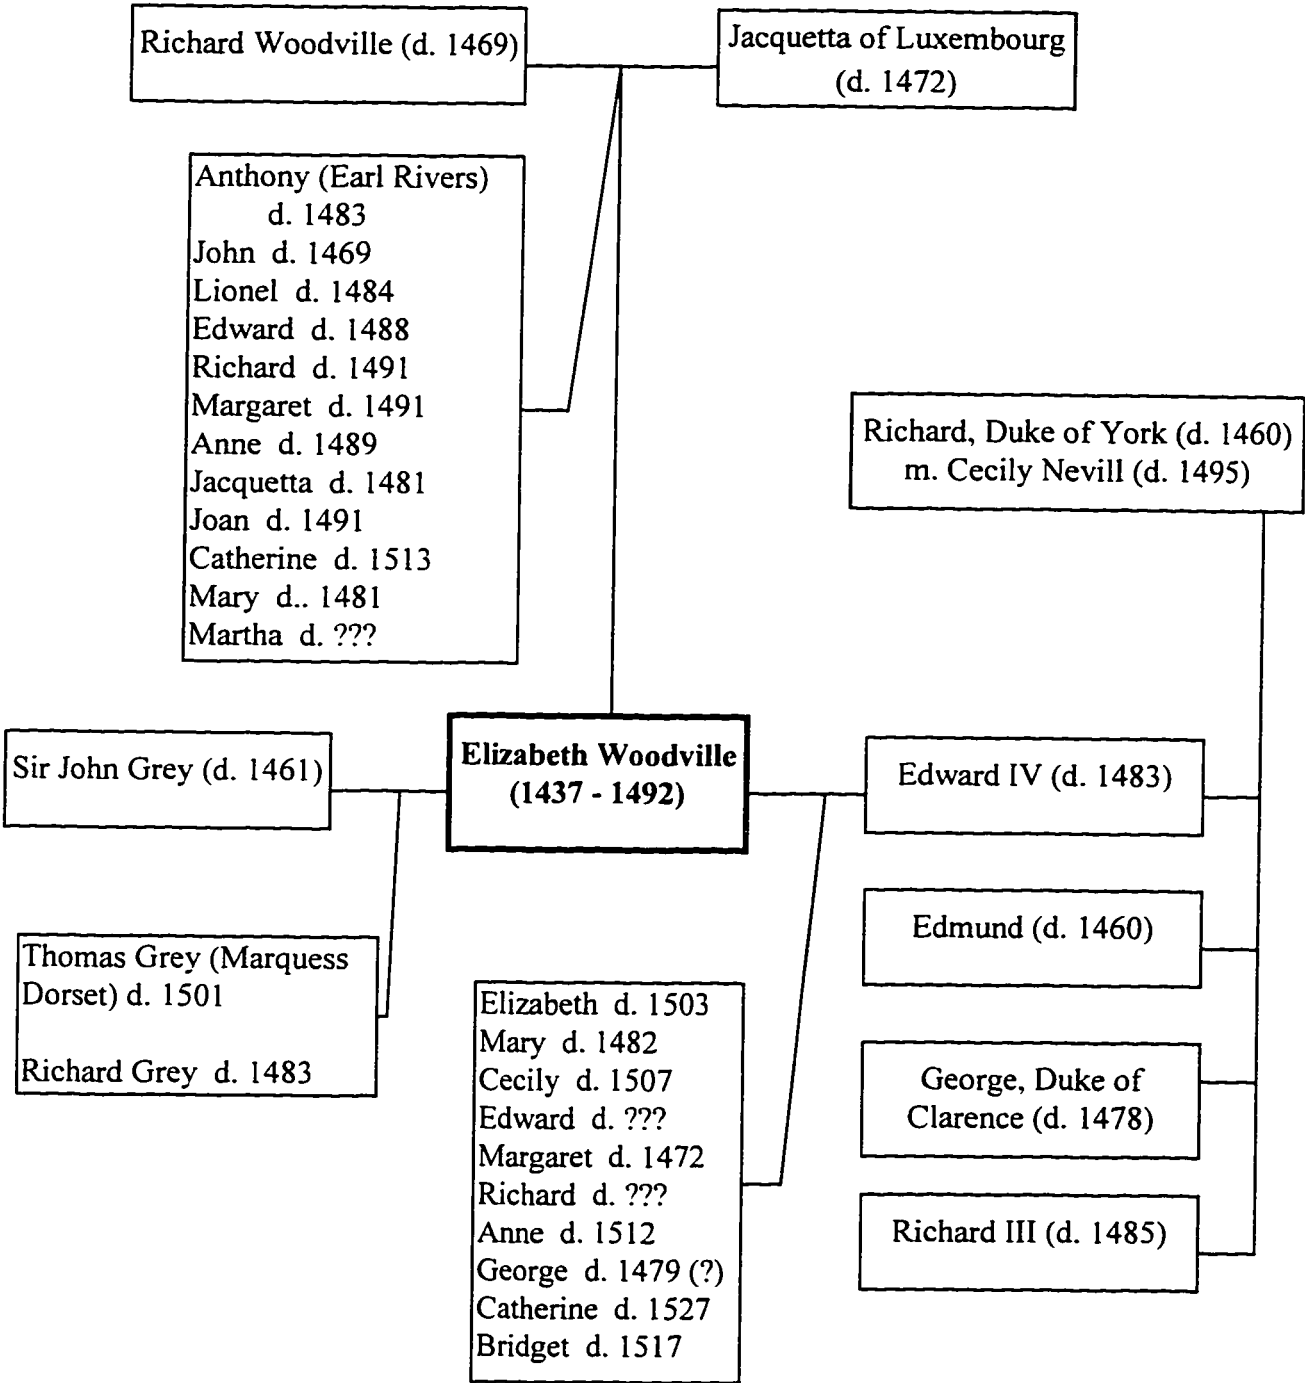 Richard Woodville (d. 1469)
Jacquetta of Luxembourg
(d. 1472)
Anthony (Earl Rivers)
d. 1483
John d. 1469
Lionel d. 1484
Edward d. 1488
Richard d. 1491
Margaret d. 1491
Anne d. 1489
Jacquetta d. 1481
Joan d. 1491
Catherine d. 1513
Mary d.. 1481
Martha d. ???
Richard, Duke of York (d. 1460)
m. Cecily Nevill (d. 1495)
Sir John Grey (d. 1461)
Elizabeth Woodville
(1437 - 1492)
Edward IV (d. 1483)
Edmund (d. 1460)
George, Duke of
Clarence (d. 1478)
Richard III (d. 1485)
Thomas Grey (Marquess
Dorset) d. 1501
Richard Grey d. 1483
Elizabeth d. 1503
Mary d. 1482
Cecily d. 1507
Edward d. ???
Margaret d. 1472
Richard d. ???
Anne d. 1512
George d. 1479 (?)
Catherine d. 1527
Bridget d. 1517